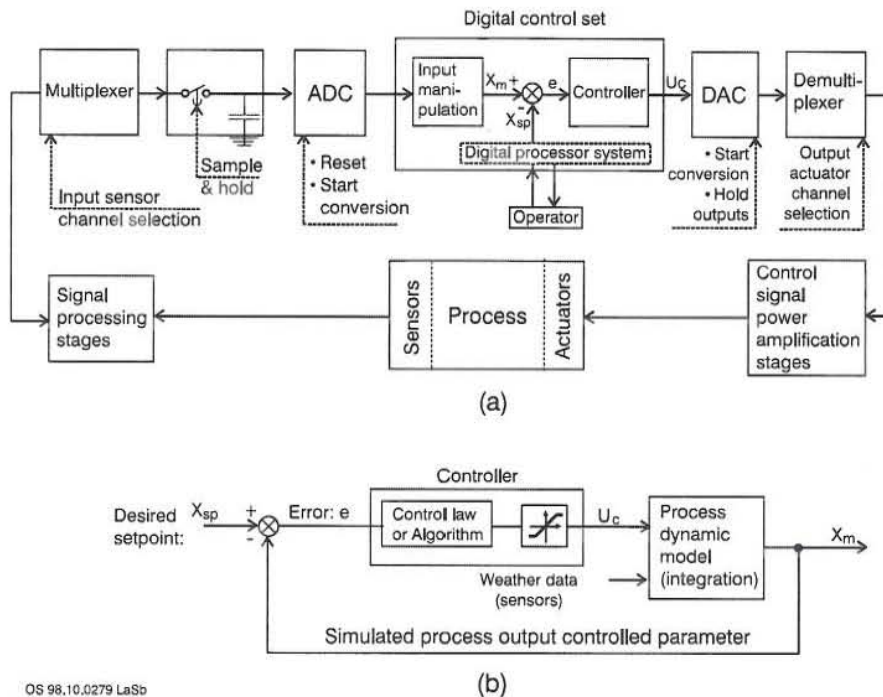 Digital control set
Multiplexer
ADC
Input
mani-
pulation
Xm +
e
Controller
Uc
DAC
Demulti-
plexer
-
Xsp
Digital processor system
Operator
Input sensor
channel selection
Sample
& hold
• Reset
• Start
conversion
• Start
conversion
• Hold
outputs
Output
actuator
channel
selection
Signal
processing
stages
Sensors
Process
Actuators
Control
signal
power
amplification
stages
(a)
Controller
Desired
setpoint:
Xsp
+
-
Error: e
Control law
or Algorithm
Uc
Process
dynamic
model
(integration)
Xm
Weather data
(sensors)
Simulated process output controlled parameter
(b)
OS 98,10.0279 LaSb